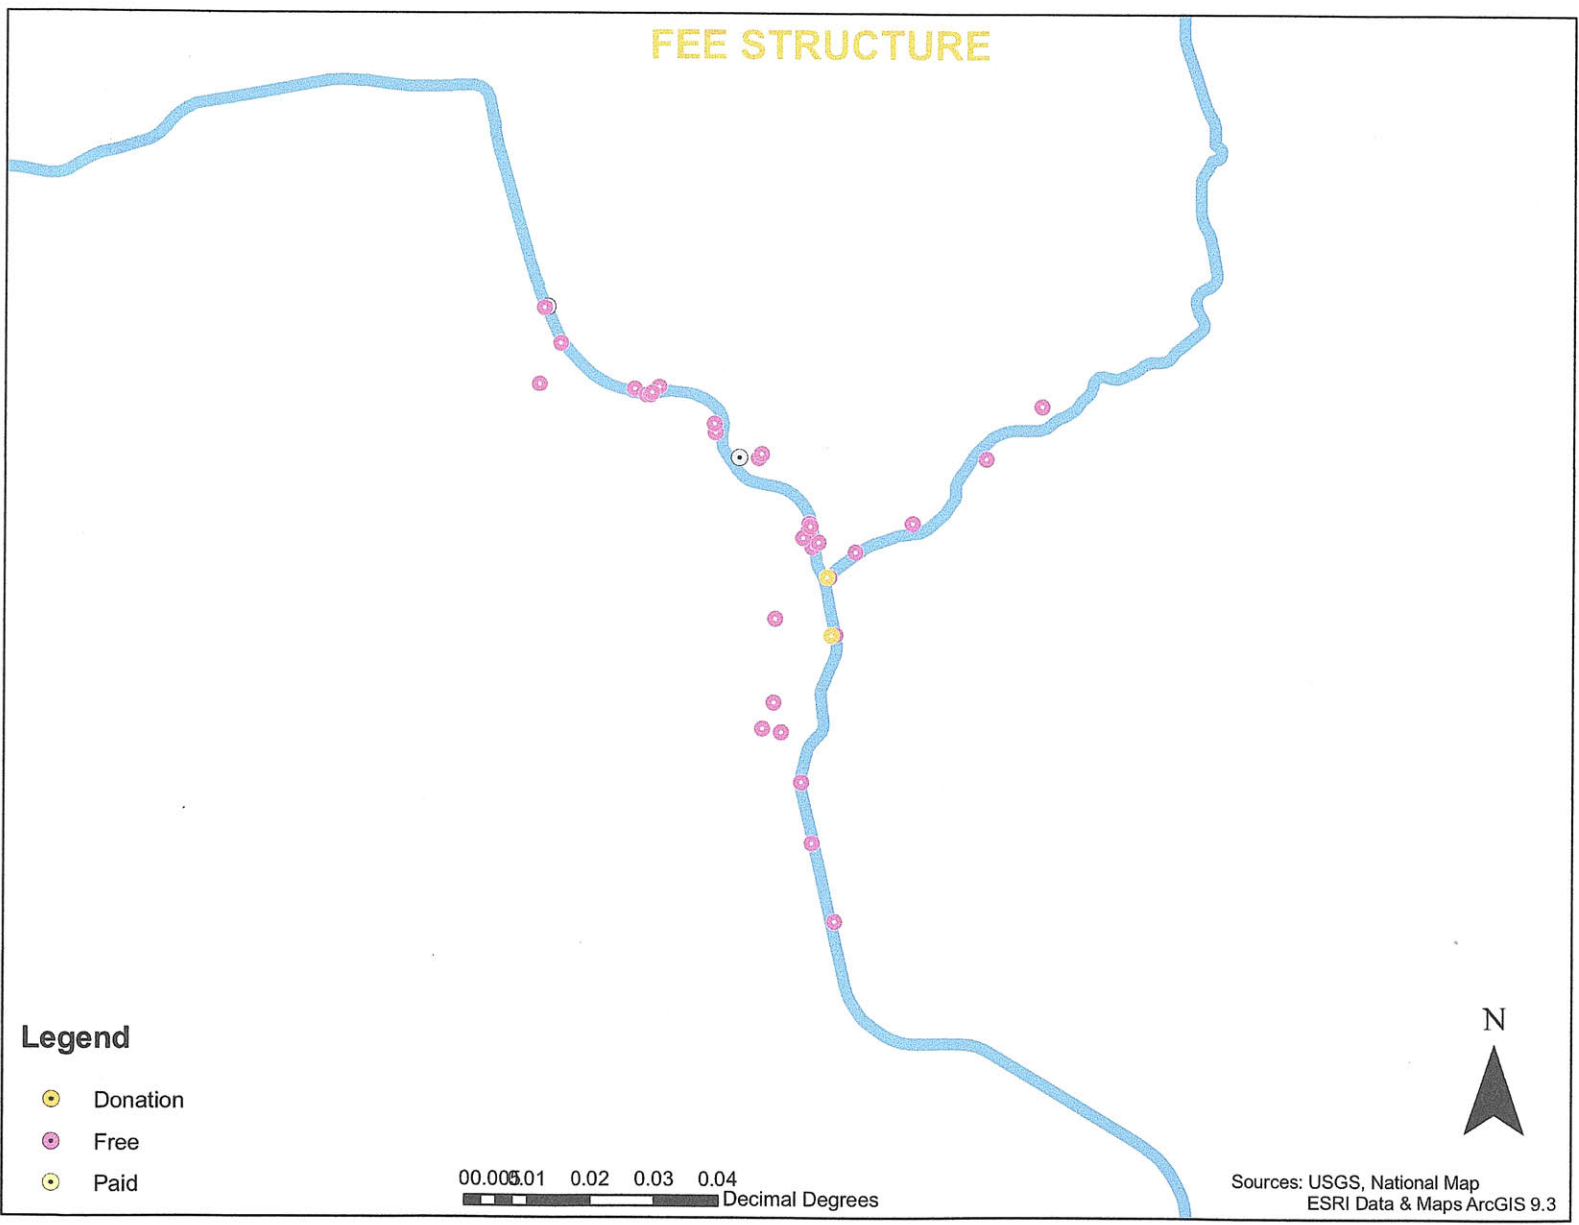 FEE STRUCTURE
Legend
Donation
Free
Paid
00.005.01 0.02 0.03 0.04
Decimal Degrees
N
Sources: USGS, National Map
ESRI Data & Maps ArcGIS 9.3